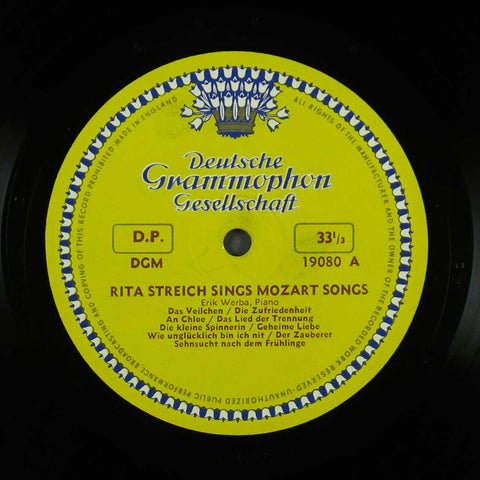 ALL RIGHTS OF THE MANUFACTURER AND THE OWNER OF THE RECORDED WORK RESERVED-UNAUTHORIZED PUBLIC PERFORMANCE, BROADCASTING AND COPYING OF THIS RECORD PROHIBITED MADE IN ENGLAND
Deutsche
Grammophon
Gesellschaft
D.P. 33 1/3
DGM 19080 A
RITA STREICH SINGS MOZART SONGS
Erik Werba, Piano
Das Veilchen / Die Zufriedenheit
An Chloe / Das Lied der Trennung
Die kleine Spinnerin / Geheime Liebe
Wie unglücklich bin ich nit / Der Zauberer
Sehnsucht nach dem Frühlinge